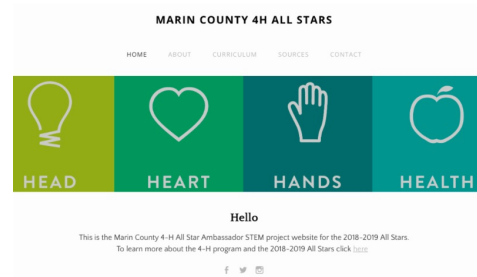 MARIN COUNTY 4H ALL STARS
HOME ABOUT CURRICULUM SOURCES CONTACT
HEAD HEART HANDS HEALTH
Hello
This is the Marin County 4-H All Star Ambassador STEM project website for the 2018-2019 All Stars.
To learn more about the 4-H program and the 2018-2019 All Stars click here